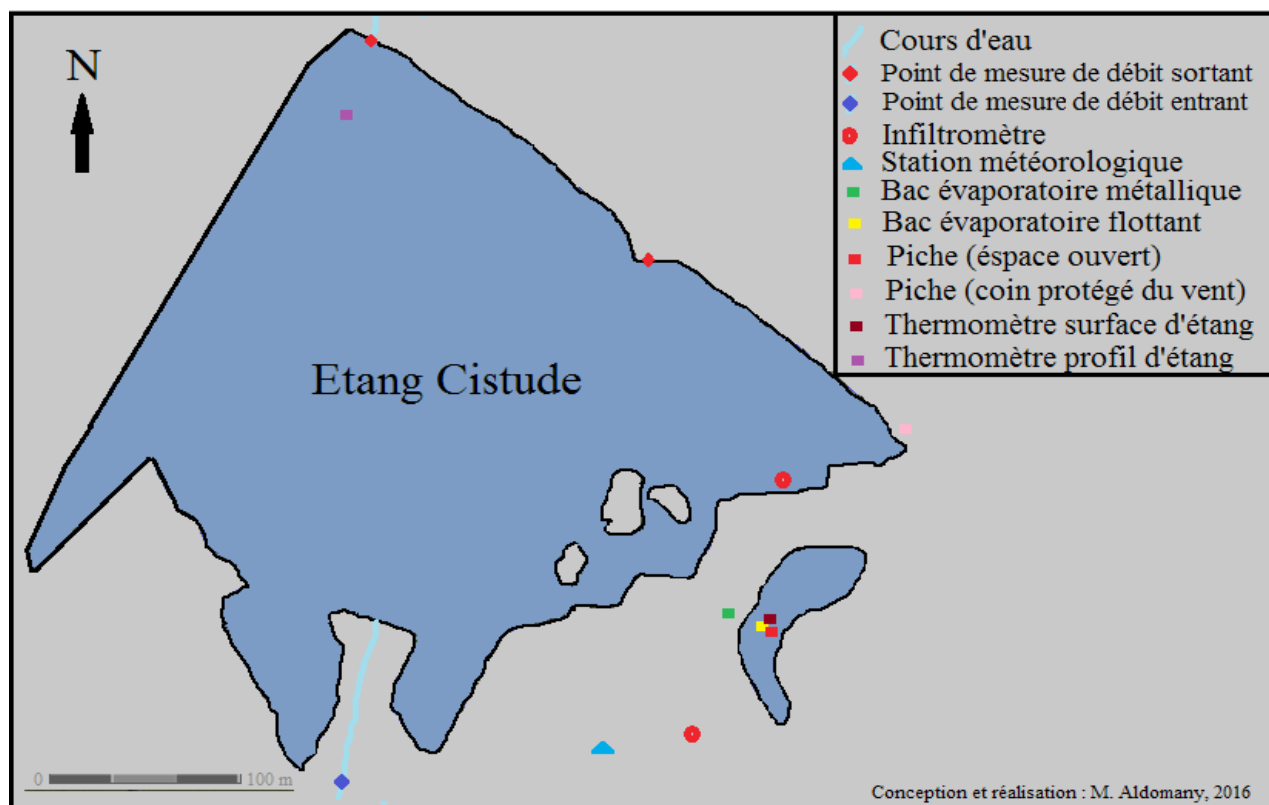 N
Etang Cistude
Cours d'eau
Point de mesure de débit sortant
Point de mesure de débit entrant
Infiltromètre
Station météorologique
Bac évaporatoire métallique
Bac évaporatoire flottant
Piche (éspace ouvert)
Piche (coin protégé du vent)
Thermomètre surface d'étang
Thermomètre profil d'étang
0 100 m
Conception et réalisation : M. Aldomany, 2016